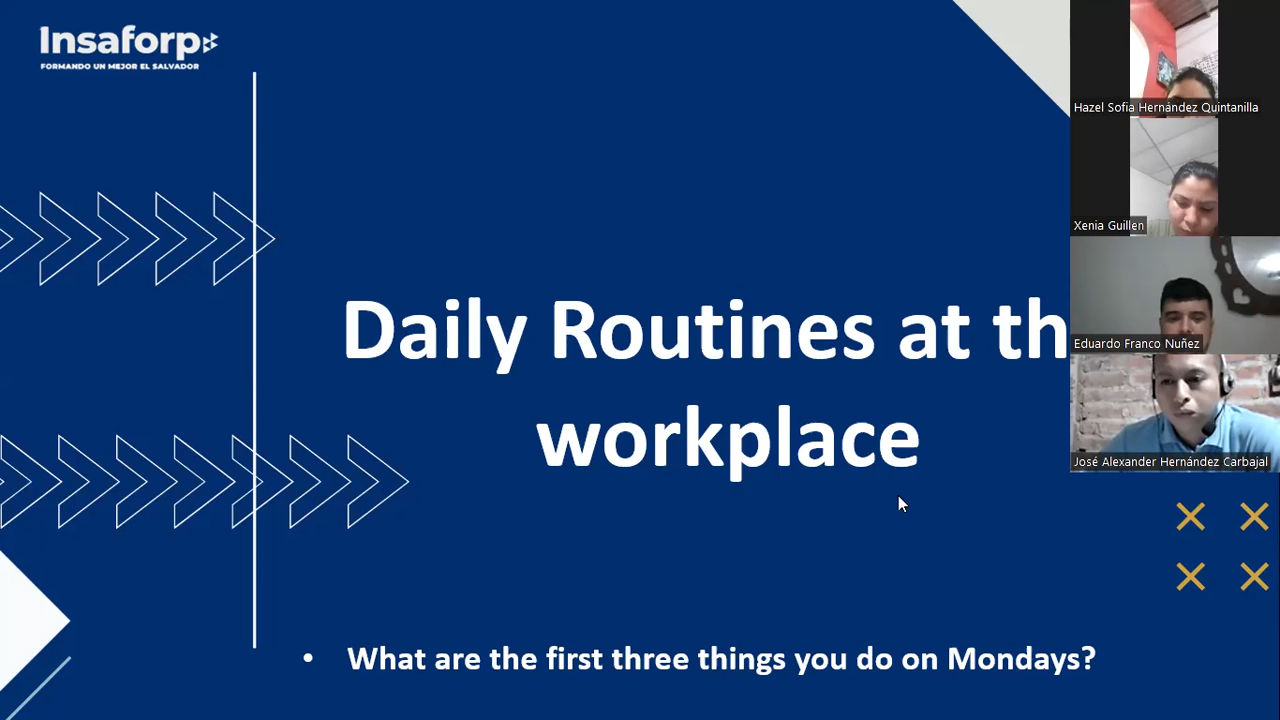 Insaforp
FORMANDO UN MEJOR EL SALVADOR
Daily Routines at th
workplace
• What are the first three things you do on Mondays?
Hazel Sofia Hernández Quintanilla
Xenia Guillen
Eduardo Franco Nuñez
José Alexander Hernández Carbajal